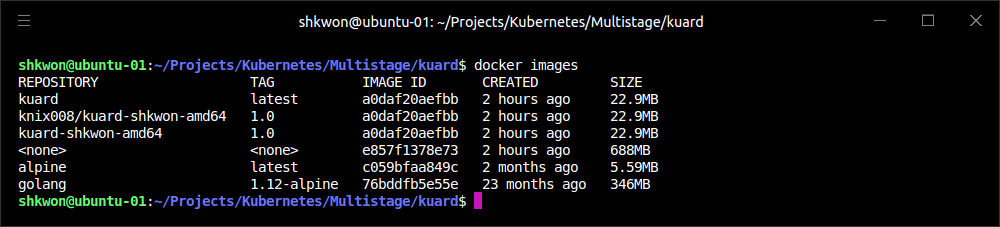 shkwon@ubuntu-01: ~/Projects/Kubernetes/Multistage/kuard
shkwon@ubuntu-01:~/Projects/Kubernetes/Multistage/kuard$ docker images
REPOSITORY TAG IMAGE ID CREATED SIZE
kuard latest a0daf20aefbb 2 hours ago 22.9MB
knix008/kuard-shkwon-amd64 1.0 a0daf20aefbb 2 hours ago 22.9MB
kuard-shkwon-amd64 1.0 a0daf20aefbb 2 hours ago 22.9MB
<none> <none> e857f1378e73 2 hours ago 688MB
alpine latest c059bfaa849c 2 months ago 5.59MB
golang 1.12-alpine 76bddfb5e55e 23 months ago 346MB
shkwon@ubuntu-01:~/Projects/Kubernetes/Multistage/kuard$